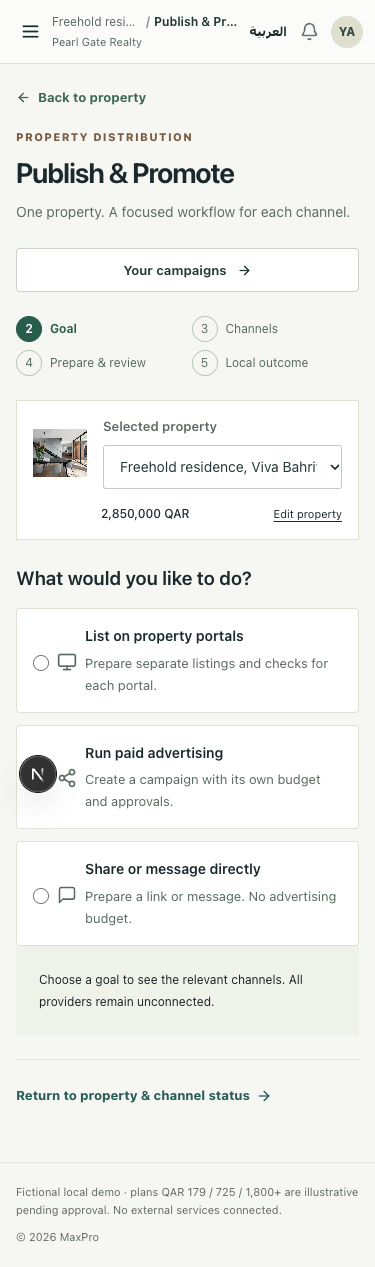 Freehold resi... / Publish & Pr...
Pearl Gate Realty
العربية
YA
Back to property
PROPERTY DISTRIBUTION
Publish & Promote
One property. A focused workflow for each channel.
Your campaigns
2 Goal
3 Channels
4 Prepare & review
5 Local outcome
Selected property
Freehold residence, Viva Bahri
2,850,000 QAR
Edit property
What would you like to do?
List on property portals
Prepare separate listings and checks for
each portal.
N
Run paid advertising
Create a campaign with its own budget
and approvals.
Share or message directly
Prepare a link or message. No advertising
budget.
Choose a goal to see the relevant channels. All
providers remain unconnected.
Return to property & channel status
Fictional local demo · plans QAR 179 / 725 / 1,800+ are illustrative
pending approval. No external services connected.
© 2026 MaxPro